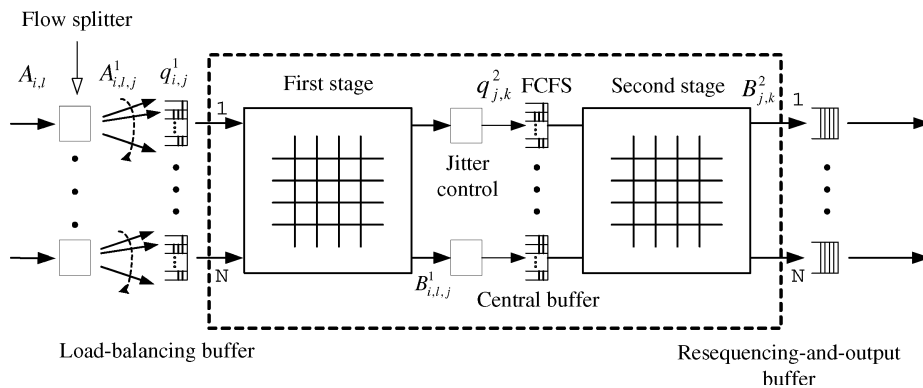 Flow splitter
A_{i,l}
A^1_{i,l,j}
q^1_{i,j}
First stage
q^2_{j,k}
FCFS
Second stage
B^2_{j,k}
1
1
Jitter
control
N
B^1_{i,l,j}
Central buffer
N
Load-balancing buffer
Resequencing-and-output
buffer